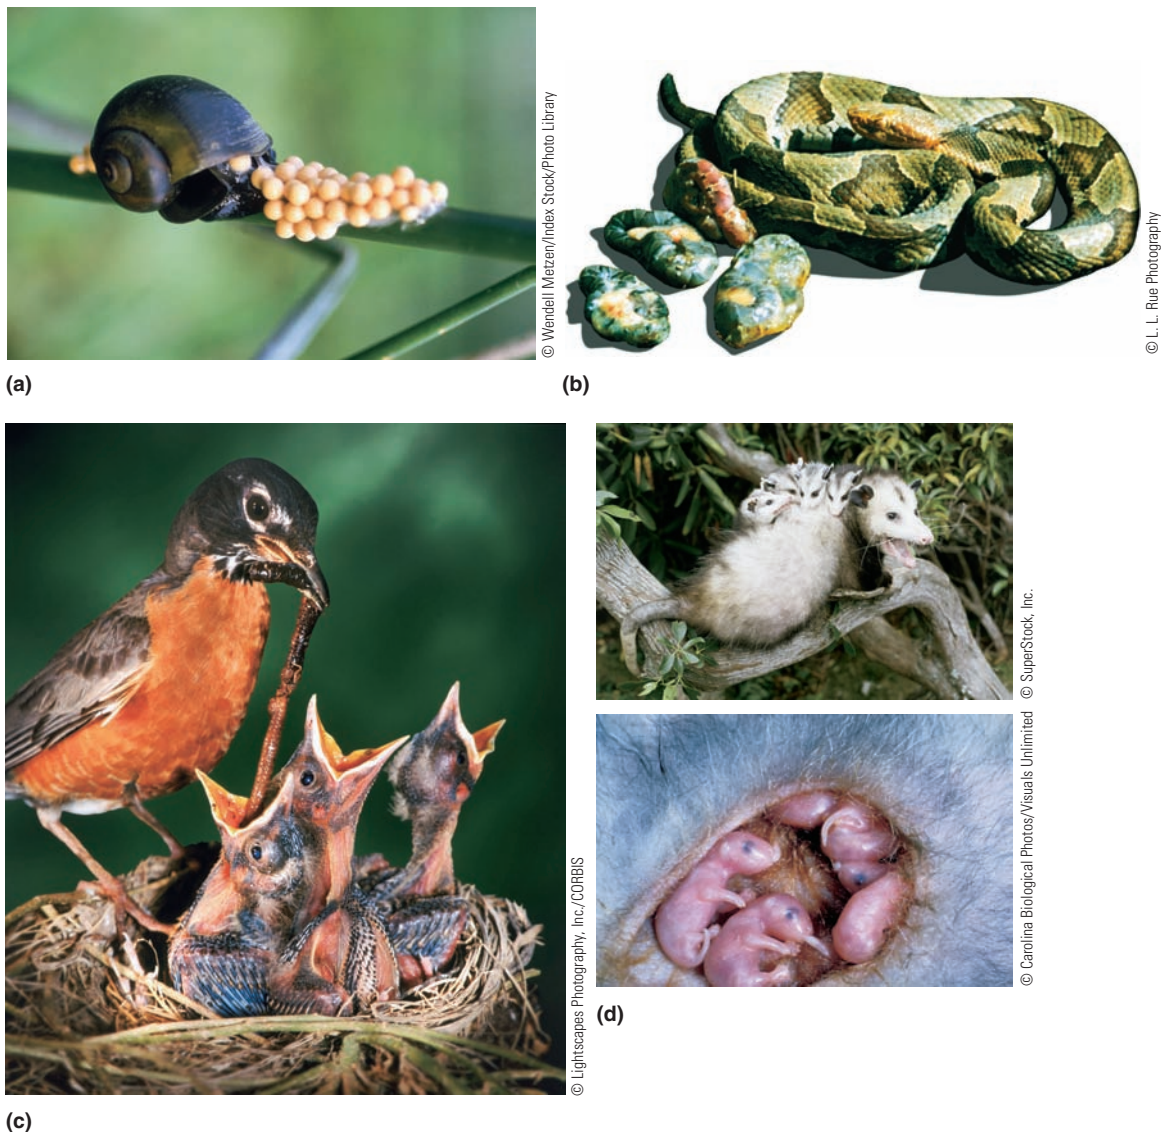 © Wendell Metzen/Index Stock/Photo Library
(a)
© L. L. Rue Photography
(b)
© Lightscapes Photography, Inc./CORBIS
(c)
© SuperStock, Inc.
© Carolina Biological Photos/Visuals Unlimited
(d)